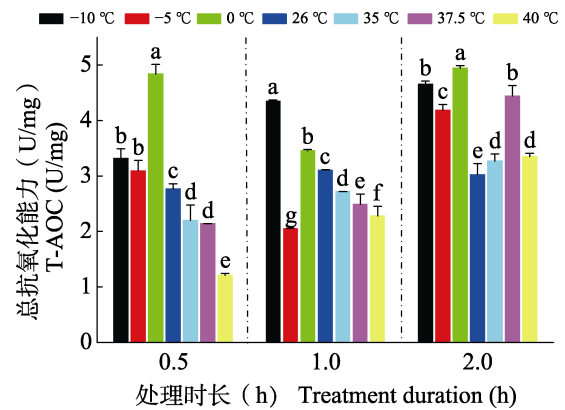 −10 ℃ −5 ℃ 0 ℃ 26 ℃ 35 ℃ 37.5 ℃ 40 ℃
总抗氧化能力（U/mg）
T-AOC (U/mg)
5
4
3
2
1
0
b b a c d d e
a g b c d e f
b c a e d b d
0.5 1.0 2.0
处理时长（h） Treatment duration (h)